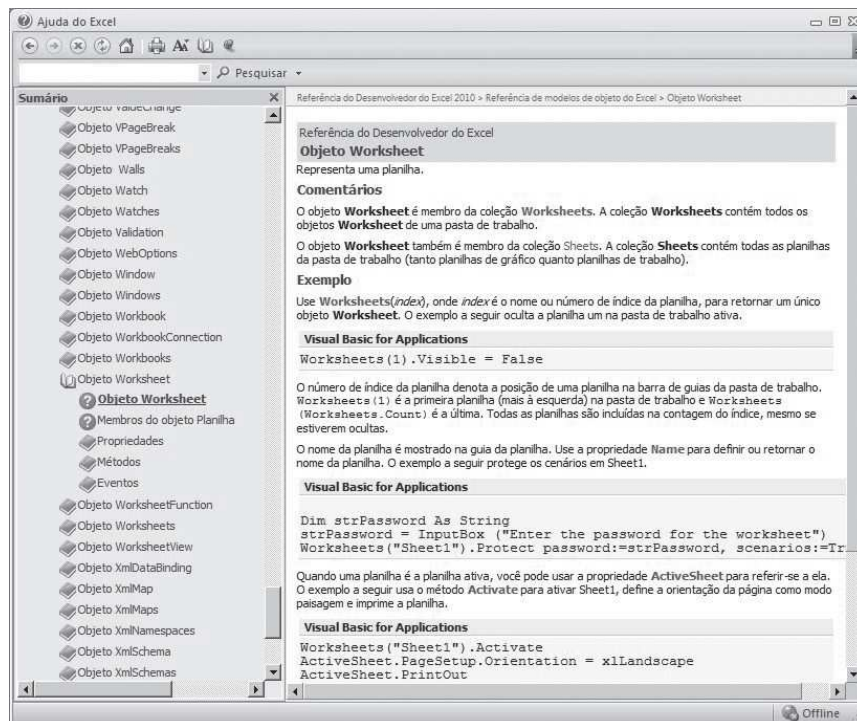 Ajuda do Excel
Pesquisar
Sumário
Objeto ValueChange
Objeto VPageBreak
Objeto VPageBreaks
Objeto Walls
Objeto Watch
Objeto Watches
Objeto Validation
Objeto WebOptions
Objeto Window
Objeto Windows
Objeto Workbook
Objeto WorkbookConnection
Objeto Workbooks
Objeto Worksheet
Objeto Worksheet
Membros do objeto Planilha
Propriedades
Métodos
Eventos
Objeto WorksheetFunction
Objeto Worksheets
Objeto WorksheetView
Objeto XmlDataBinding
Objeto XmlMap
Objeto XmlMaps
Objeto XmlNamespaces
Objeto XmlSchema
Objeto XmlSchemas
Referência do Desenvolvedor do Excel 2010 > Referência de modelos de objeto do Excel > Objeto Worksheet
Referência do Desenvolvedor do Excel
Objeto Worksheet
Representa uma planilha.
Comentários
O objeto Worksheet é membro da coleção Worksheets. A coleção Worksheets contém todos os
objetos Worksheet de uma pasta de trabalho.
O objeto Worksheet também é membro da coleção Sheets. A coleção Sheets contém todas as planilhas
da pasta de trabalho (tanto planilhas de gráfico quanto planilhas de trabalho).
Exemplo
Use Worksheets(index), onde index é o nome ou número de índice da planilha, para retornar um único
objeto Worksheet. O exemplo a seguir oculta a planilha um na pasta de trabalho ativa.
Visual Basic for Applications
Worksheets(1).Visible = False
O número de índice da planilha denota a posição de uma planilha na barra de guias da pasta de trabalho.
Worksheets(1) é a primeira planilha (mais à esquerda) na pasta de trabalho e Worksheets
(Worksheets.Count) é a última. Todas as planilhas são incluídas na contagem do índice, mesmo se
estiverem ocultas.
O nome da planilha é mostrado na guia da planilha. Use a propriedade Name para definir ou retornar o
nome da planilha. O exemplo a seguir protege os cenários em Sheet1.
Visual Basic for Applications
Dim strPassword As String
strPassword = InputBox ("Enter the password for the worksheet")
Worksheets("Sheet1").Protect password:=strPassword, scenarios:=Tr
Quando uma planilha é a planilha ativa, você pode usar a propriedade ActiveSheet para referir-se a ela.
O exemplo a seguir usa o método Activate para ativar Sheet1, define a orientação da página como modo
paisagem e imprime a planilha.
Visual Basic for Applications
Worksheets("Sheet1").Activate
ActiveSheet.PageSetup.Orientation = xlLandscape
ActiveSheet.PrintOut
Offline